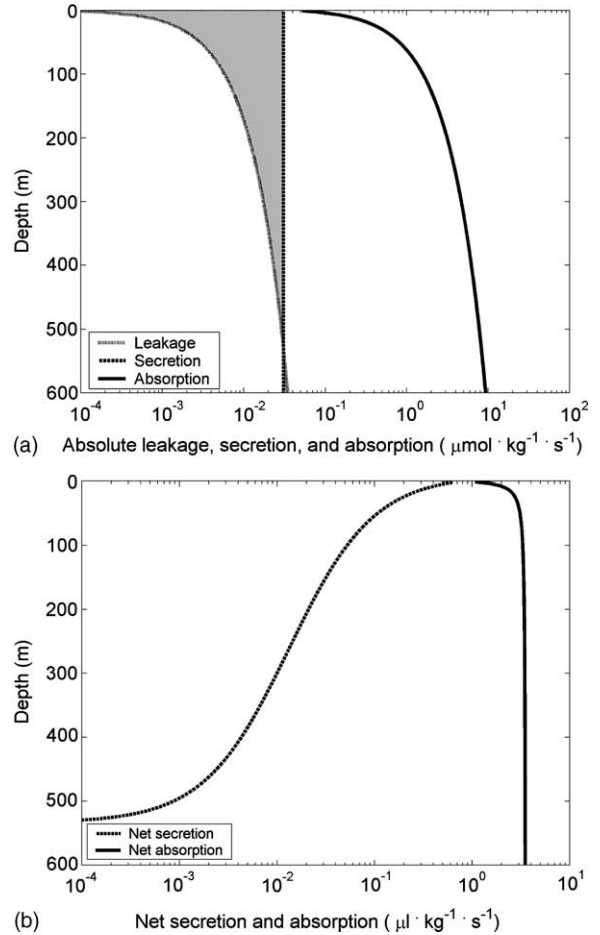 0
100
200
300
400
500
600
Depth (m)
Leakage
Secretion
Absorption
10⁻⁴ 10⁻³ 10⁻² 10⁻¹ 10⁰ 10¹ 10²
(a) Absolute leakage, secretion, and absorption ( μmol · kg⁻¹ · s⁻¹)
0
100
200
300
400
500
600
Depth (m)
Net secretion
Net absorption
10⁻⁴ 10⁻³ 10⁻² 10⁻¹ 10⁰ 10¹
(b) Net secretion and absorption ( μl · kg⁻¹ · s⁻¹)